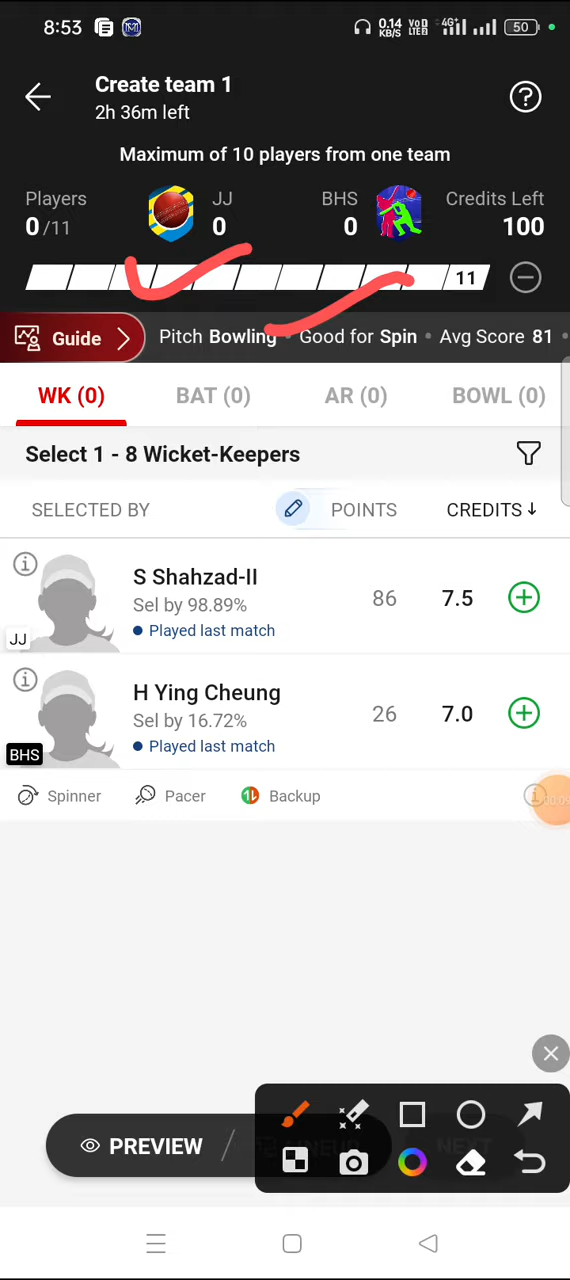 8:53 0.14 KB/S VoD LTE2 4G+ 50
Create team 1
2h 36m left
Maximum of 10 players from one team
Players JJ BHS Credits Left
0/11 0 0 100
11
Guide Pitch Bowling • Good for Spin • Avg Score 81
WK (0) BAT (0) AR (0) BOWL (0)
Select 1 - 8 Wicket-Keepers
SELECTED BY POINTS CREDITS↓
S Shahzad-II
Sel by 98.89% 86 7.5
Played last match
JJ
H Ying Cheung
Sel by 16.72% 26 7.0
Played last match
BHS
Spinner Pacer Backup
PREVIEW